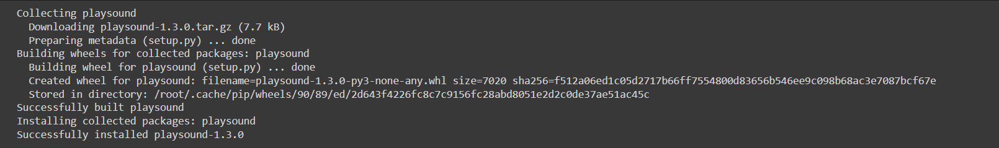 Collecting playsound
Downloading playsound-1.3.0.tar.gz (7.7 kB)
Preparing metadata (setup.py) ... done
Building wheels for collected packages: playsound
Building wheel for playsound (setup.py) ... done
Created wheel for playsound: filename=playsound-1.3.0-py3-none-any.whl size=7020 sha256=f512a06ed1c05d2717b66ff7554800d83656b546ee9c098b68ac3e7087bcf67e
Stored in directory: /root/.cache/pip/wheels/90/89/ed/2d643f4226fc8c7c9156fc28abd8051e2d2c0de37ae51ac45c
Successfully built playsound
Installing collected packages: playsound
Successfully installed playsound-1.3.0